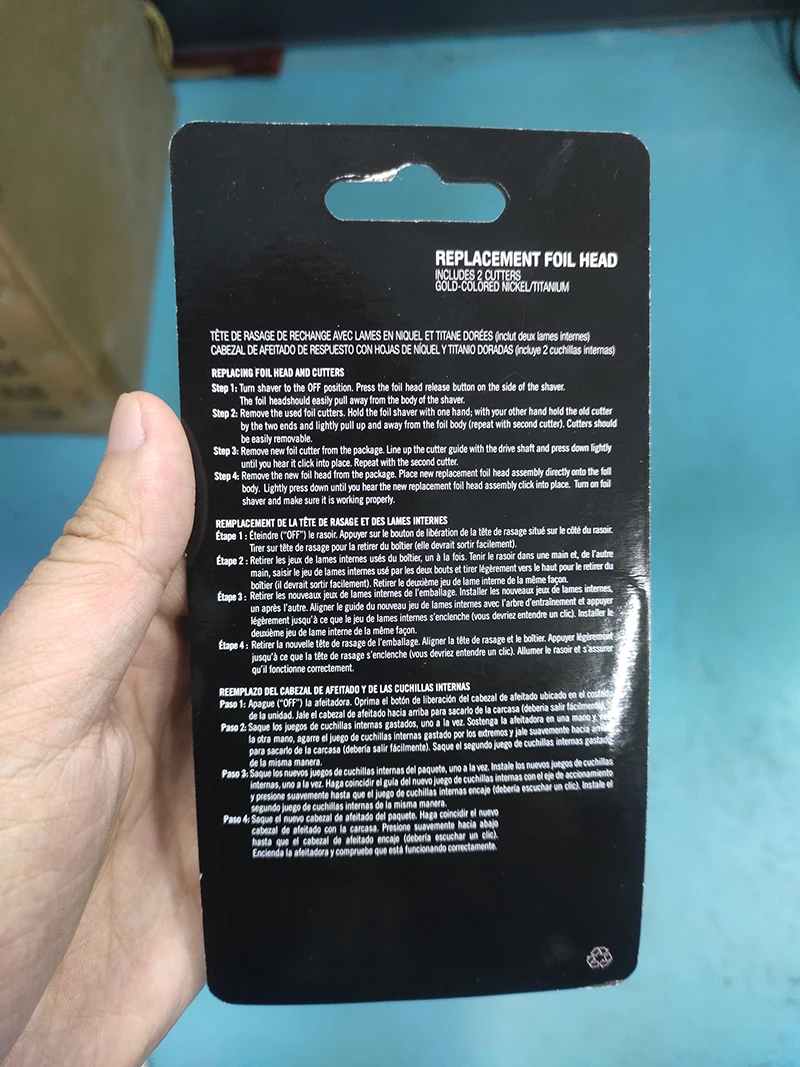 REPLACEMENT FOIL HEAD
INCLUDES 2 CUTTERS
GOLD-COLORED NICKEL/TITANIUM
TÊTE DE RASAGE DE RECHANGE AVEC LAMES EN NIQUEL ET TITANE DORÉES (inclut deux lames internes)
CABEZAL DE AFEITADO DE RESPUESTO CON HOJAS DE NÍQUEL Y TITANIO DORADAS (incluye 2 cuchillas internas)
REPLACING FOIL HEAD AND CUTTERS
Step 1: Turn shaver to the OFF position. Press the foil head release button on the side of the shaver.
The foil headshould easily pull away from the body of the shaver.
Step 2: Remove the used foil cutters. Hold the foil shaver with one hand; with your other hand hold the old cutter
by the two ends and lightly pull up and away from the foil body (repeat with second cutter). Cutters should
be easily removable.
Step 3: Remove new foil cutter from the package. Line up the cutter guide with the drive shaft and press down lightly
until you hear it click into place. Repeat with the second cutter.
Step 4: Remove the new foil head from the package. Place new replacement foil head assembly directly onto the foil
body. Lightly press down until you hear the new replacement foil head assembly click into place. Turn on foil
shaver and make sure it is working properly.
REMPLACEMENT DE LA TÊTE DE RASAGE ET DES LAMES INTERNES
Étape 1 : Éteindre ("OFF") le rasoir. Appuyer sur le bouton de libération de la tête de rasage situé sur le côté du rasoir.
Tirer sur tête de rasage pour la retirer du boîtier (elle devrait sortir facilement).
Étape 2 : Retirer les jeux de lames internes usés du boîtier, un à la fois. Tenir le rasoir dans une main et, de l'autre
main, saisir le jeu de lames internes usé par les deux bouts et tirer légèrement vers le haut pour le retirer du
boîtier (il devrait sortir facilement). Retirer le deuxième jeu de lame interne de la même façon.
Étape 3 : Retirer les nouveaux jeux de lames internes de l'emballage. Installer les nouveaux jeux de lames internes,
un après l'autre. Aligner le guide du nouveau jeu de lames internes avec l'arbre d'entraînement et appuyer
légèrement jusqu'à ce que le jeu de lames internes s'enclenche (vous devriez entendre un clic). Installer le
deuxième jeu de lame interne de la même façon.
Étape 4 : Retirer la nouvelle tête de rasage de l'emballage. Aligner la tête de rasage et le boîtier. Appuyer légèrement
jusqu'à ce que la tête de rasage s'enclenche (vous devriez entendre un clic). Allumer le rasoir et s'assurer
qu'il fonctionne correctement.
REEMPLAZO DEL CABEZAL DE AFEITADO Y DE LAS CUCHILLAS INTERNAS
Paso 1: Apague ("OFF") la afeitadora. Oprima el botón de liberación del cabezal de afeitado ubicado en el costado
de la unidad. Jale el cabezal de afeitado hacia arriba para sacarlo de la carcasa (debería salir fácilmente).
Paso 2: Saque los juegos de cuchillas internas gastados, uno a la vez. Sostenga la afeitadora en una mano y, con
la otra mano, agarre el juego de cuchillas internas gastado por los extremos y jale suavemente hacia arriba
para sacarlo de la carcasa (debería salir fácilmente). Saque el segundo juego de cuchillas internas gastado
de la misma manera.
Paso 3: Saque los nuevos juegos de cuchillas internas del paquete, uno a la vez. Instale los nuevos juegos de cuchillas
internas, uno a la vez. Haga coincidir el guía del nuevo juego de cuchillas internas con el eje de accionamiento
y presione suavemente hasta que el juego de cuchillas internas encaje (debería escuchar un clic). Instale el
segundo juego de cuchillas internas de la misma manera.
Paso 4: Saque el nuevo cabezal de afeitado del paquete. Haga coincidir el nuevo
cabezal de afeitado con la carcasa. Presione suavemente hacia abajo
hasta que el cabezal de afeitado encaje (debería escuchar un clic).
Encienda la afeitadora y compruebe que está funcionando correctamente.